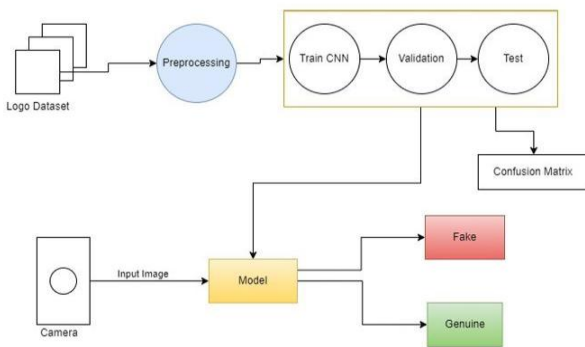 Logo Dataset
Preprocessing
Train CNN
Validation
Test
Confusion Matrix
Camera
Input Image
Model
Fake
Genuine